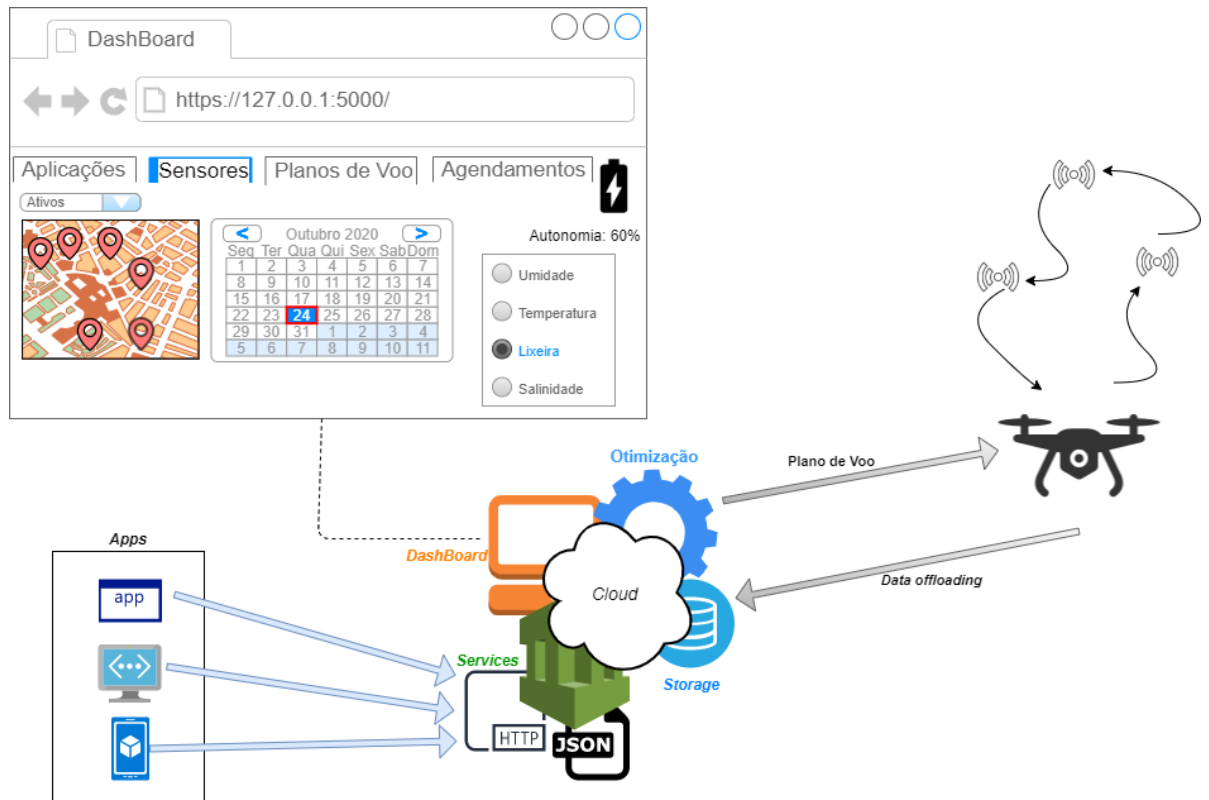 DashBoard
https://127.0.0.1:5000/
Aplicações Sensores Planos de Voo Agendamentos
Ativos
Autonomia: 60%
< Outubro 2020 >
Seg Ter Qua Qui Sex Sab Dom
1 2 3 4 5 6 7
8 9 10 11 12 13 14
15 16 17 18 19 20 21
22 23 24 25 26 27 28
29 30 31 1 2 3 4
5 6 7 8 9 10 11
Umidade
Temperatura
Lixeira
Salinidade
Otimização
Plano de Voo
DashBoard
Cloud
Data offloading
Apps
app
Services
Storage
HTTP
JSON